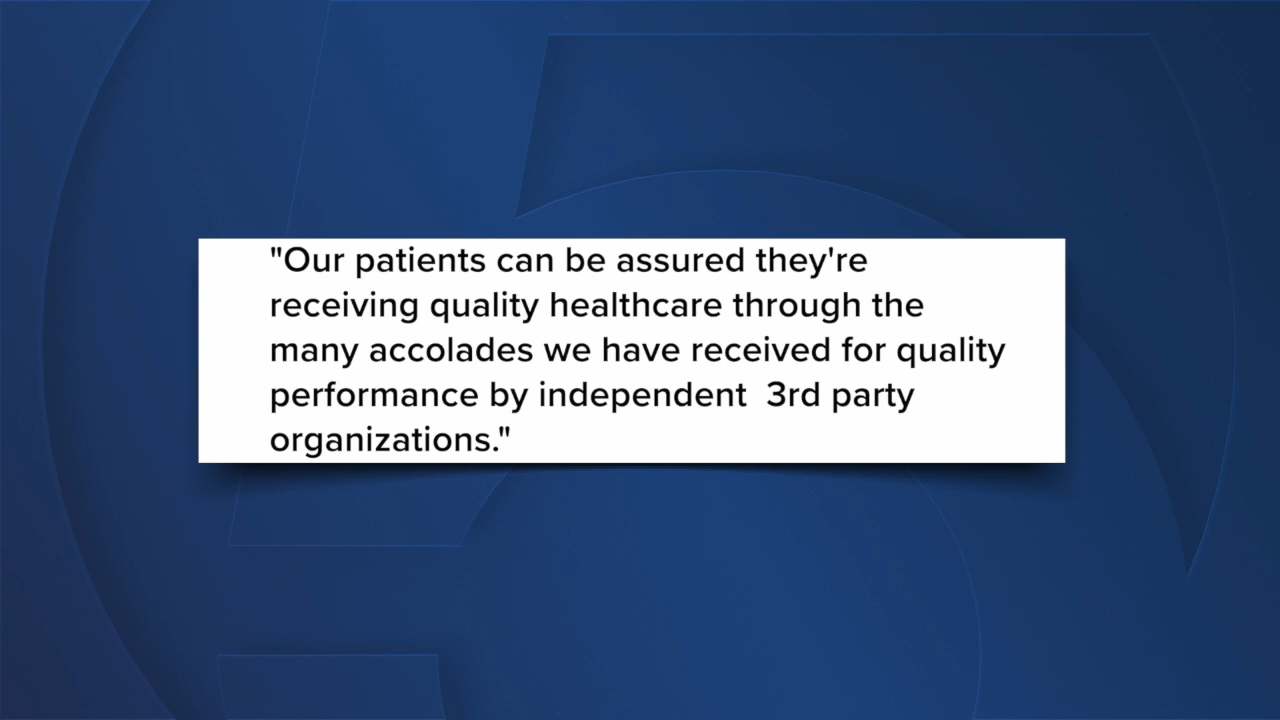 "Our patients can be assured they're
receiving quality healthcare through the
many accolades we have received for quality
performance by independent  3rd party
organizations."